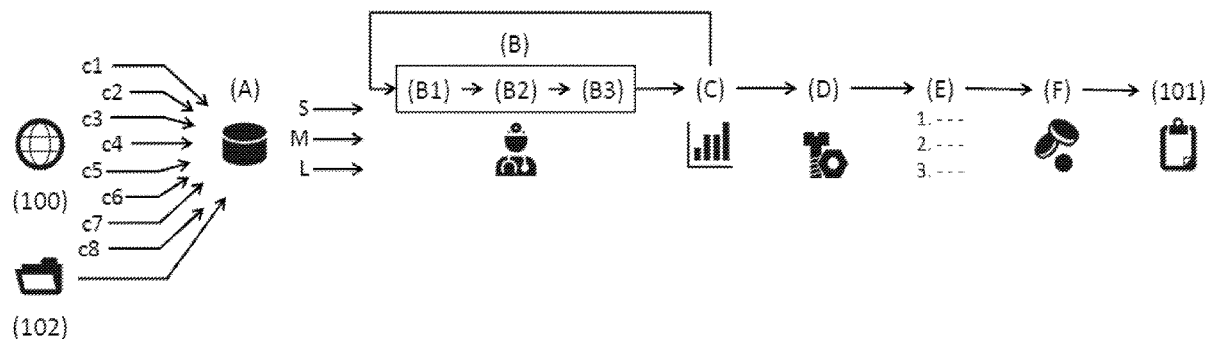 (B)
c1
(A)
c2
(B1) (B2) (B3) (C) (D) (E) (F) (101)
S
c3
1. ---
M
c4
2. ---
c5
L
3. ---
c6
(100)
c7
c8
(102)